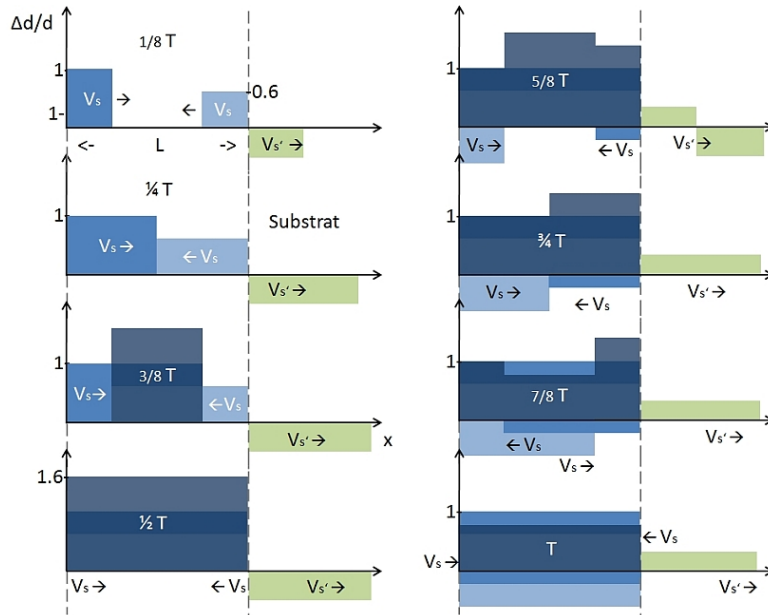 Δd/d
1/8 T
1
1-
Vs →
← Vs
-0.6
<- L ->
Vs‘ →
¼ T
1
Vs →
← Vs
Substrat
Vs‘ →
3/8 T
1
Vs →
← Vs
Vs‘ →
x
1.6
½ T
Vs →
← Vs
Vs‘ →
1
5/8 T
Vs →
← Vs
Vs‘ →
1
¾ T
Vs →
← Vs
Vs‘ →
1
7/8 T
← Vs
Vs →
Vs‘ →
1
Vs →
T
← Vs
Vs‘ →